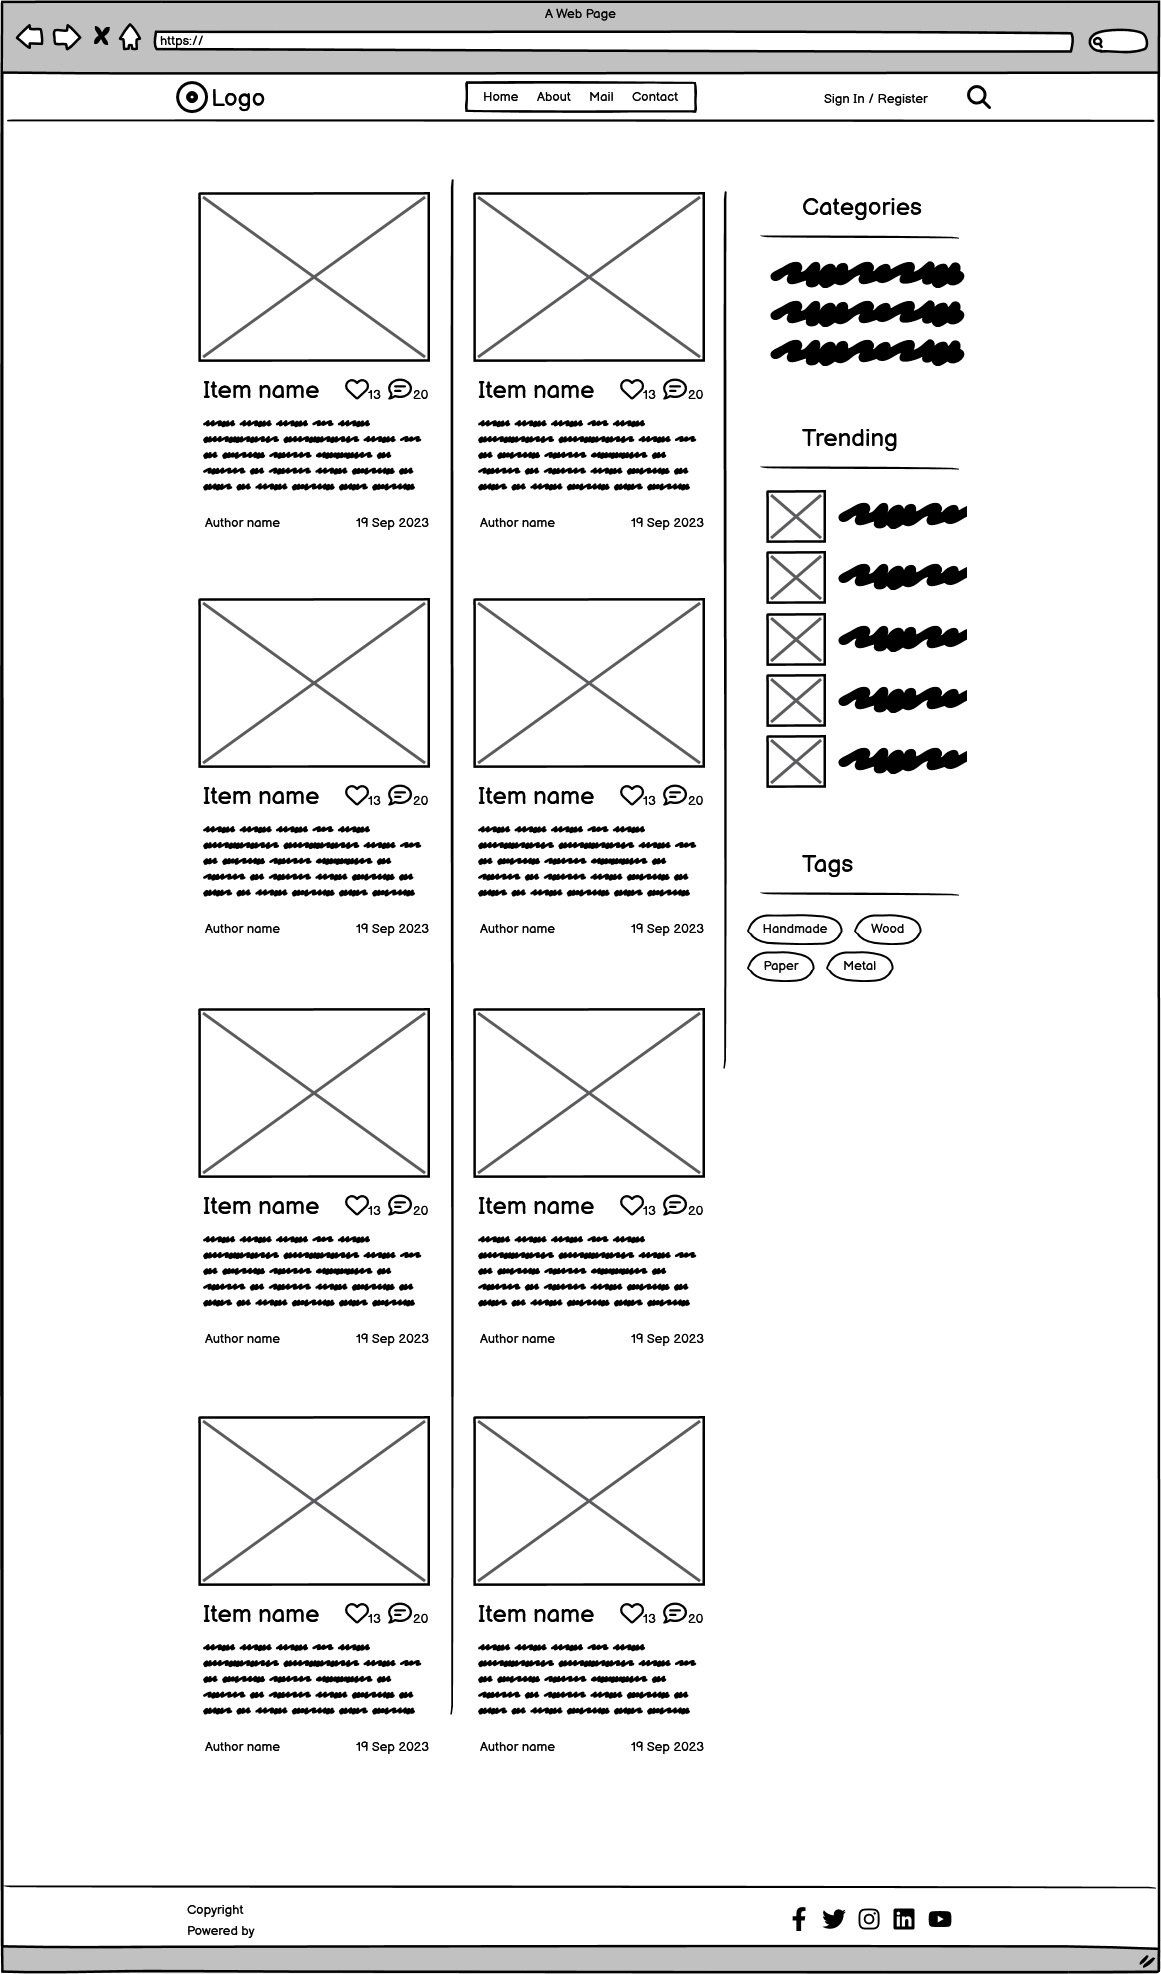 A Web Page
https://
Logo
Home About Mail Contact
Sign In / Register
Item name 13 20
Author name 19 Sep 2023
Item name 13 20
Author name 19 Sep 2023
Item name 13 20
Author name 19 Sep 2023
Item name 13 20
Author name 19 Sep 2023
Item name 13 20
Author name 19 Sep 2023
Item name 13 20
Author name 19 Sep 2023
Item name 13 20
Author name 19 Sep 2023
Item name 13 20
Author name 19 Sep 2023
Categories
Trending
Tags
Handmade Wood
Paper Metal
Copyright
Powered by